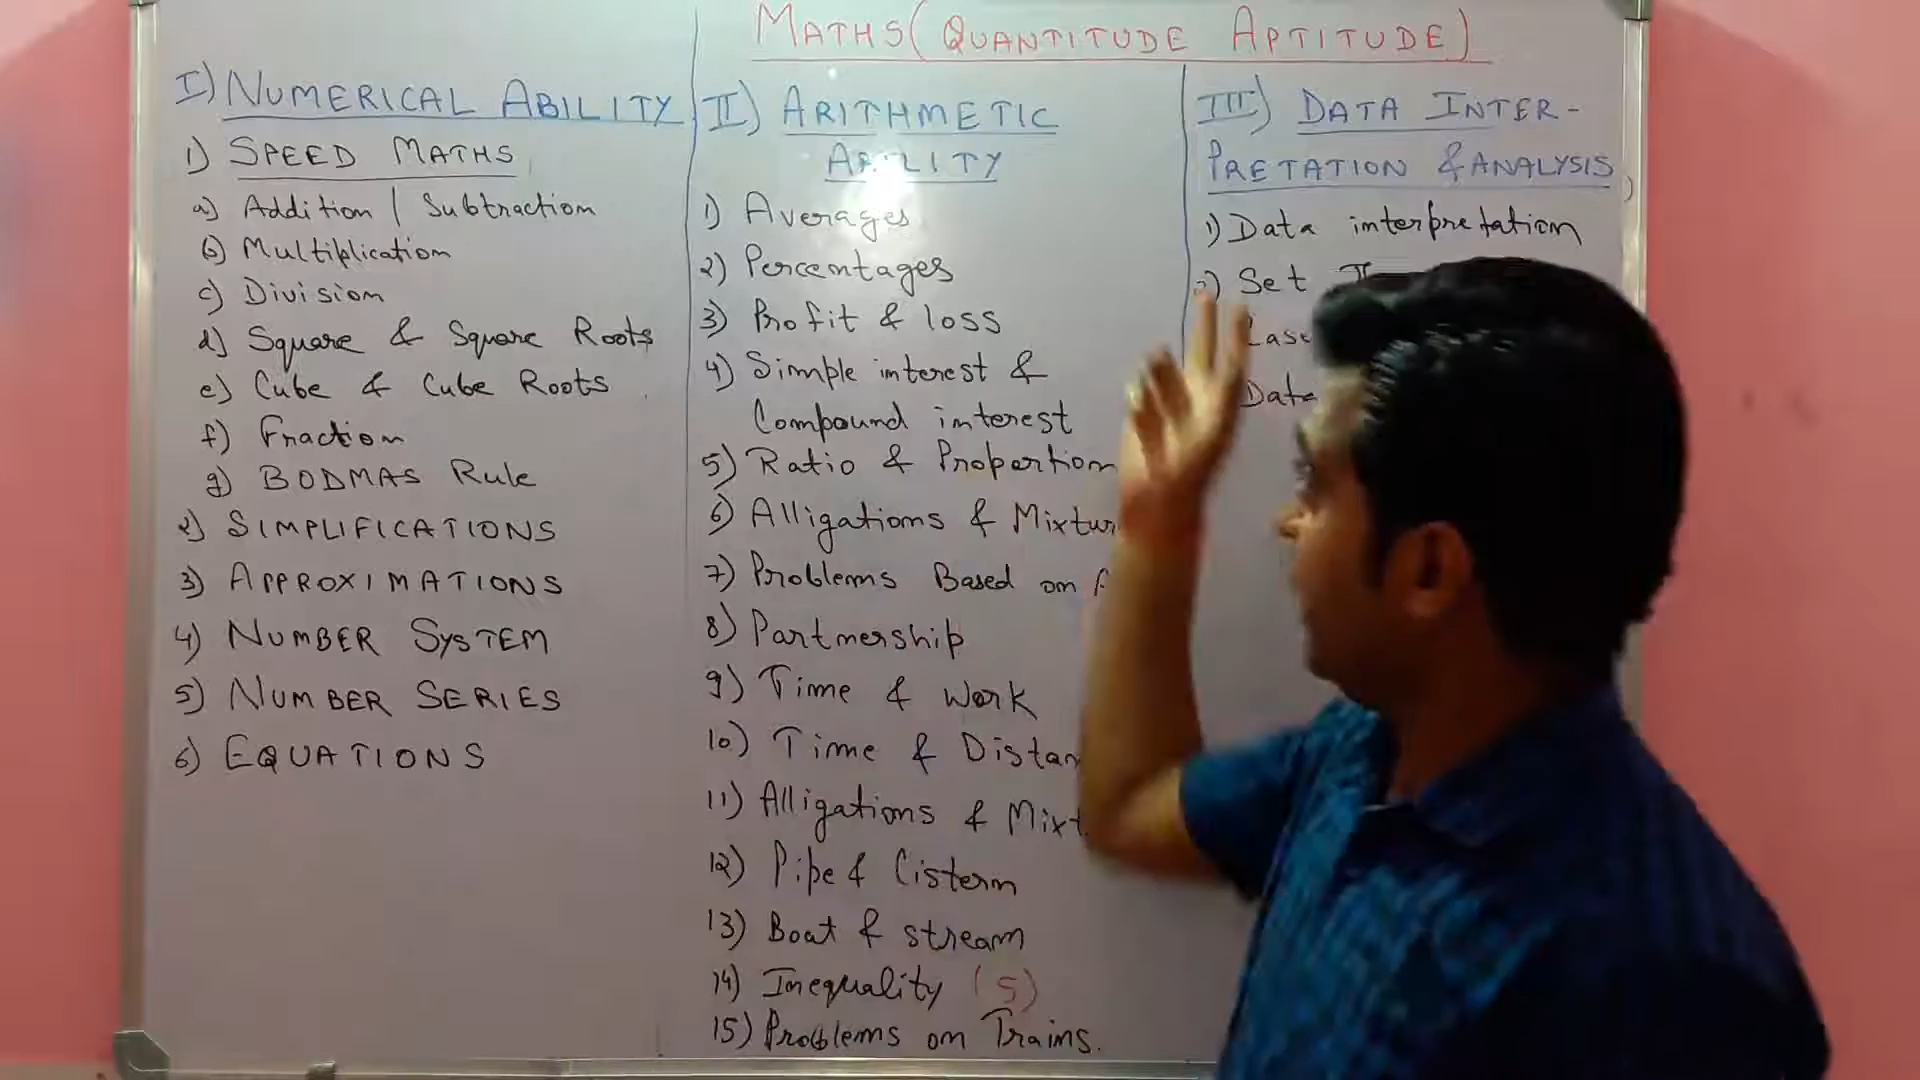 MATHS (QUANTITUDE APTITUDE)
I) NUMERICAL ABILITY
1) SPEED MATHS
a) Addition / Subtraction
b) Multiplication
c) Division
d) Square & Square Roots
e) Cube & Cube Roots
f) Fraction
g) BODMAS Rule
2) SIMPLIFICATIONS
3) APPROXIMATIONS
4) NUMBER SYSTEM
5) NUMBER SERIES
6) EQUATIONS
II) ARITHMETIC
ABILITY
1) Averages
2) Percentages
3) Profit & loss
4) Simple interest &
Compound interest
5) Ratio & Proportion
6) Alligations & Mixtur
7) Problems Based on
8) Partnership
9) Time & Work
10) Time & Distan
11) Alligations & Mixt
12) Pipe & Cistern
13) Boat & stream
14) Inequality (5)
15) Problems on Trains.
III) DATA INTER-
PRETATION & ANALYSIS
1) Data interpretation
2) Set
Data